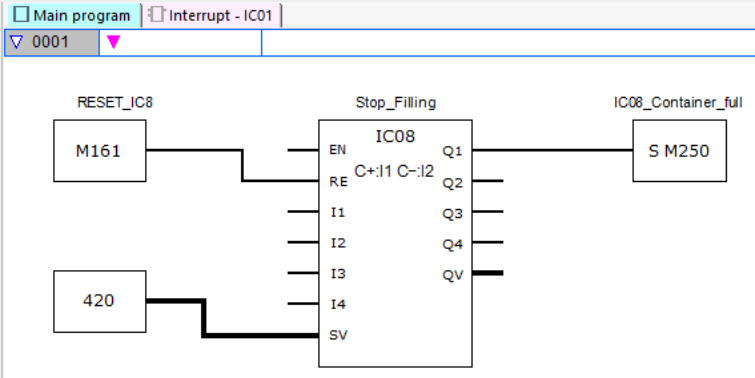 Main program Interrupt - IC01
0001
RESET_IC8 Stop_Filling IC08_Container_full
M161 IC08 S M250
EN Q1
C+:I1 C−:I2
RE Q2
I1 Q3
I2 Q4
I3 QV
420 I4
SV